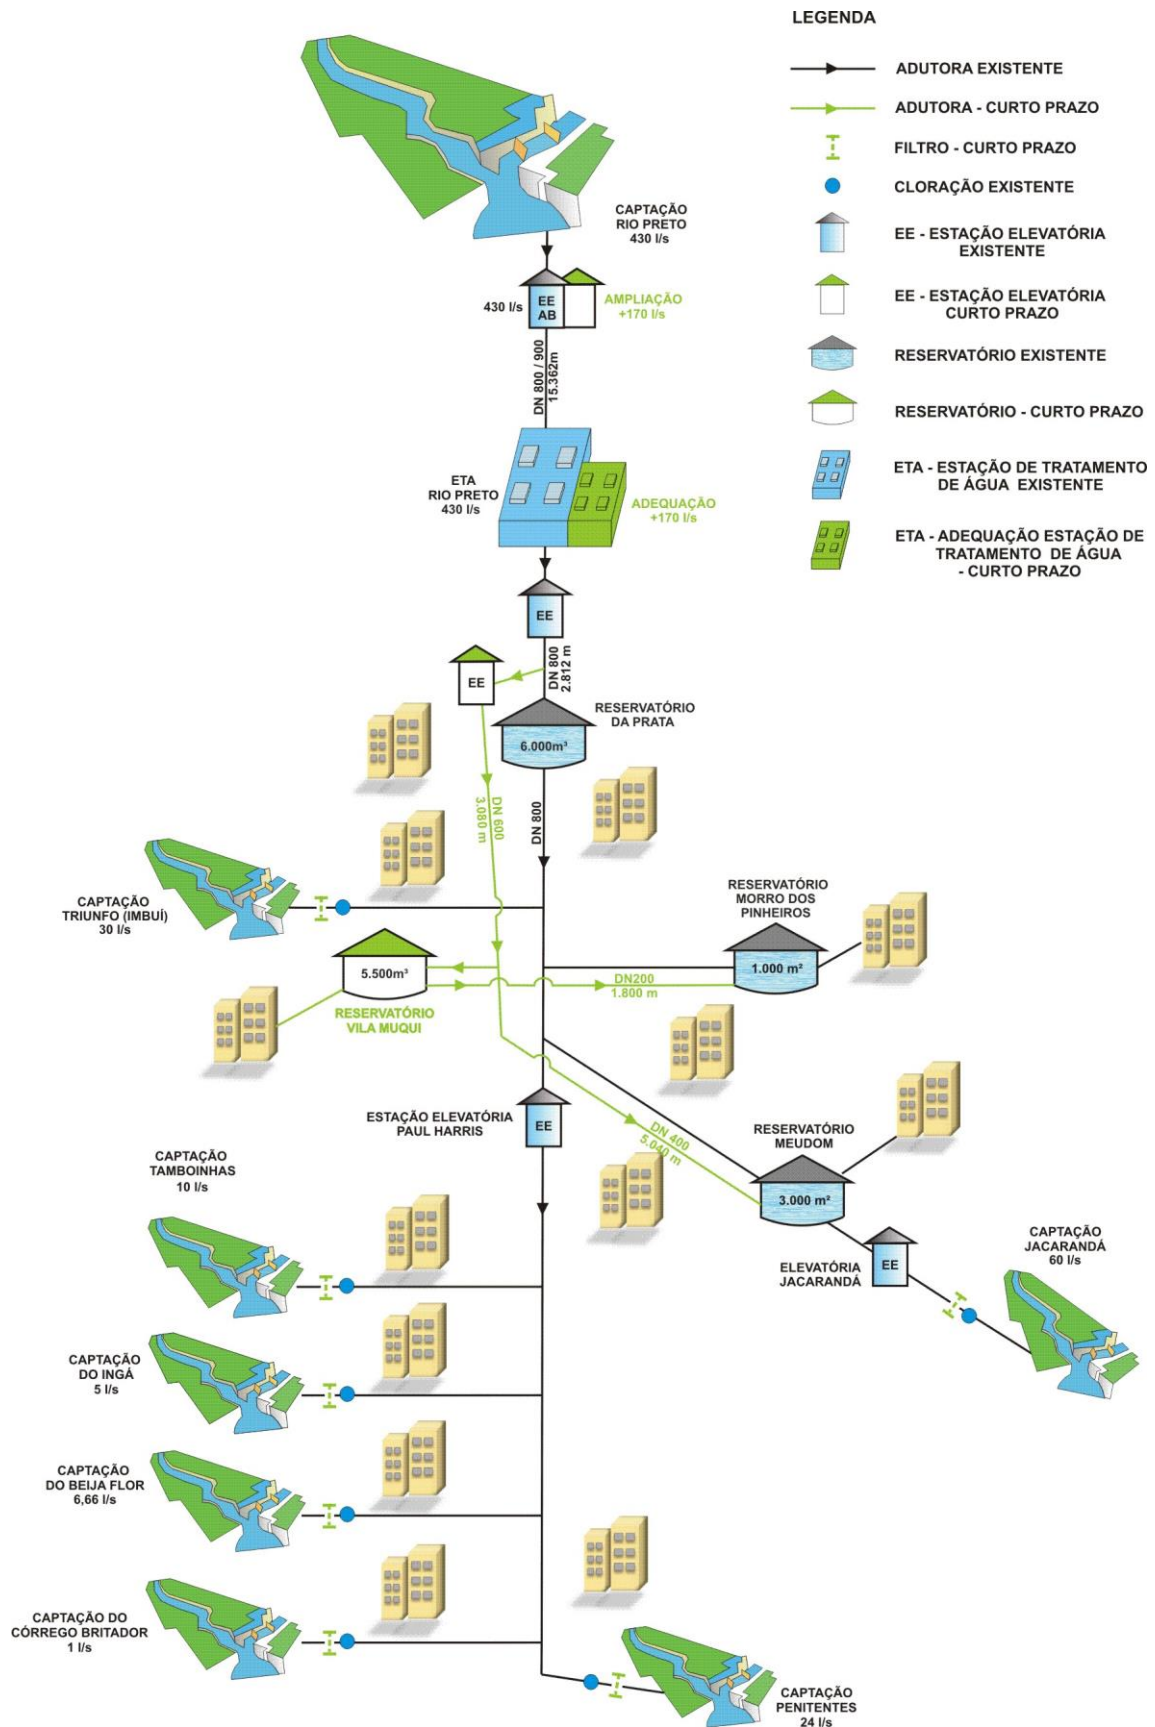 LEGENDA
ADUTORA EXISTENTE
ADUTORA - CURTO PRAZO
FILTRO - CURTO PRAZO
CLORAÇÃO EXISTENTE
EE - ESTAÇÃO ELEVATÓRIA
EXISTENTE
EE - ESTAÇÃO ELEVATÓRIA
CURTO PRAZO
RESERVATÓRIO EXISTENTE
RESERVATÓRIO - CURTO PRAZO
ETA - ESTAÇÃO DE TRATAMENTO
DE ÁGUA EXISTENTE
ETA - ADEQUAÇÃO ESTAÇÃO DE
TRATAMENTO DE ÁGUA
- CURTO PRAZO
CAPTAÇÃO
RIO PRETO
430 l/s
430 l/s
EE
AB
AMPLIAÇÃO
+170 l/s
DN 800 / 900
15.362m
ETA
RIO PRETO
430 l/s
ADEQUAÇÃO
+170 l/s
EE
DN 800
2.812 m
EE
RESERVATÓRIO
DA PRATA
6.000m³
DN 600
3.080 m
DN 800
CAPTAÇÃO
TRIUNFO (IMBUÍ)
30 l/s
RESERVATÓRIO
MORRO DOS
PINHEIROS
1.000 m²
5.500m³
DN200
1.800 m
RESERVATÓRIO
VILA MUQUI
ESTAÇÃO ELEVATÓRIA
PAUL HARRIS
EE
DN 400
5.040 m
RESERVATÓRIO
MEUDOM
3.000 m²
CAPTAÇÃO
TAMBOINHAS
10 l/s
ELEVATÓRIA
JACARANDÁ
EE
CAPTAÇÃO
JACARANDÁ
60 l/s
CAPTAÇÃO
DO INGÁ
5 l/s
CAPTAÇÃO
DO BEIJA FLOR
6,66 l/s
CAPTAÇÃO DO
CÓRREGO BRITADOR
1 l/s
CAPTAÇÃO
PENITENTES
24 l/s